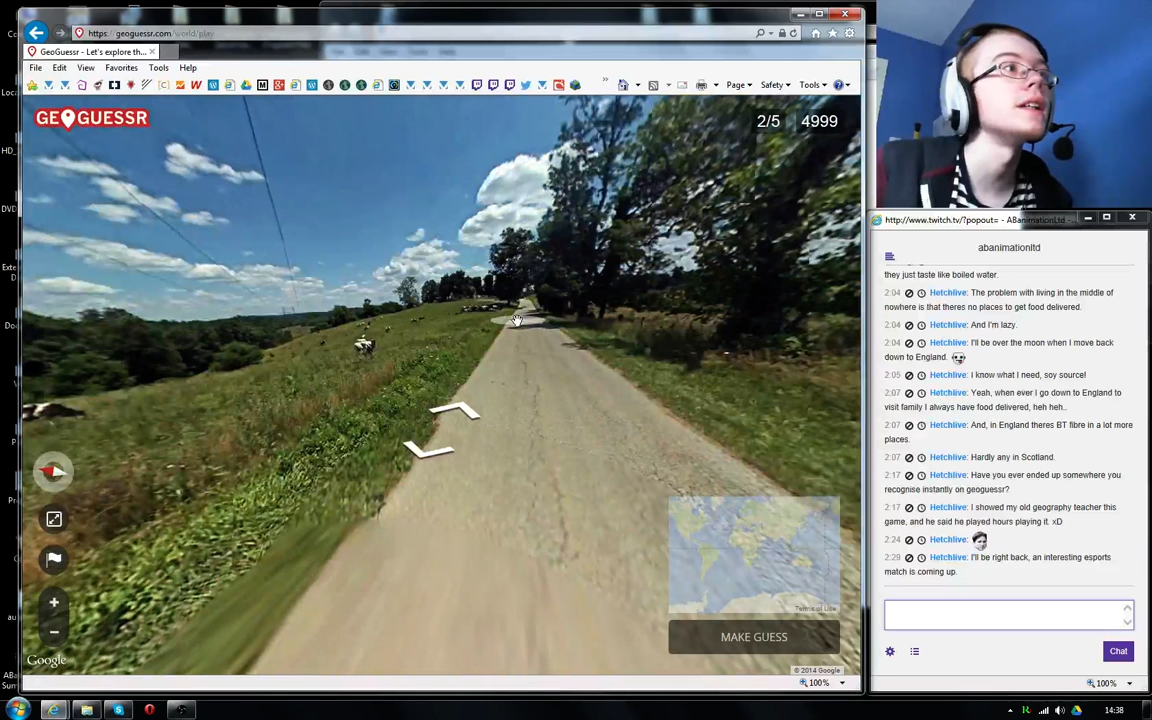 https://geoguessr.com/world/play
GeoGuessr - Let's explore th...
File Edit View Favorites Tools Help
Page Safety Tools
GEOGUESSR
2/5 4999
Terms of Use
MAKE GUESS
Google
© 2014 Google
100%
http://www.twitch.tv/?popout= - ABanimationLtd -...
abanimationltd
they just taste like boiled water.
2:04 Hetchlive: The problem with living in the middle of
nowhere is that theres no places to get food delivered.
2:04 Hetchlive: And I'm lazy.
2:04 Hetchlive: I'll be over the moon when I move back
down to England.
2:05 Hetchlive: I know what I need, soy source!
2:07 Hetchlive: Yeah, when ever I go down to England to
visit family I always have food delivered, heh heh..
2:07 Hetchlive: And, in England theres BT fibre in a lot more
places.
2:07 Hetchlive: Hardly any in Scotland.
2:17 Hetchlive: Have you ever ended up somewhere you
recognise instantly on geoguessr?
2:17 Hetchlive: I showed my old geography teacher this
game, and he said he played hours playing it. xD
2:24 Hetchlive:
2:29 Hetchlive: I'll be right back, an interesting esports
match is coming up.
Chat
100%
14:38